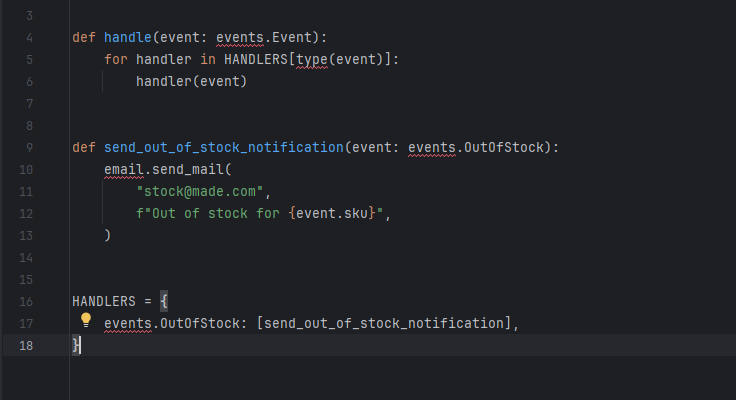 3
4 def handle(event: events.Event):
5     for handler in HANDLERS[type(event)]:
6         handler(event)
7
8
9 def send_out_of_stock_notification(event: events.OutOfStock):
10     email.send_mail(
11         "stock@made.com",
12         f"Out of stock for {event.sku}",
13     )
14
15
16 HANDLERS = {
17     events.OutOfStock: [send_out_of_stock_notification],
18 }